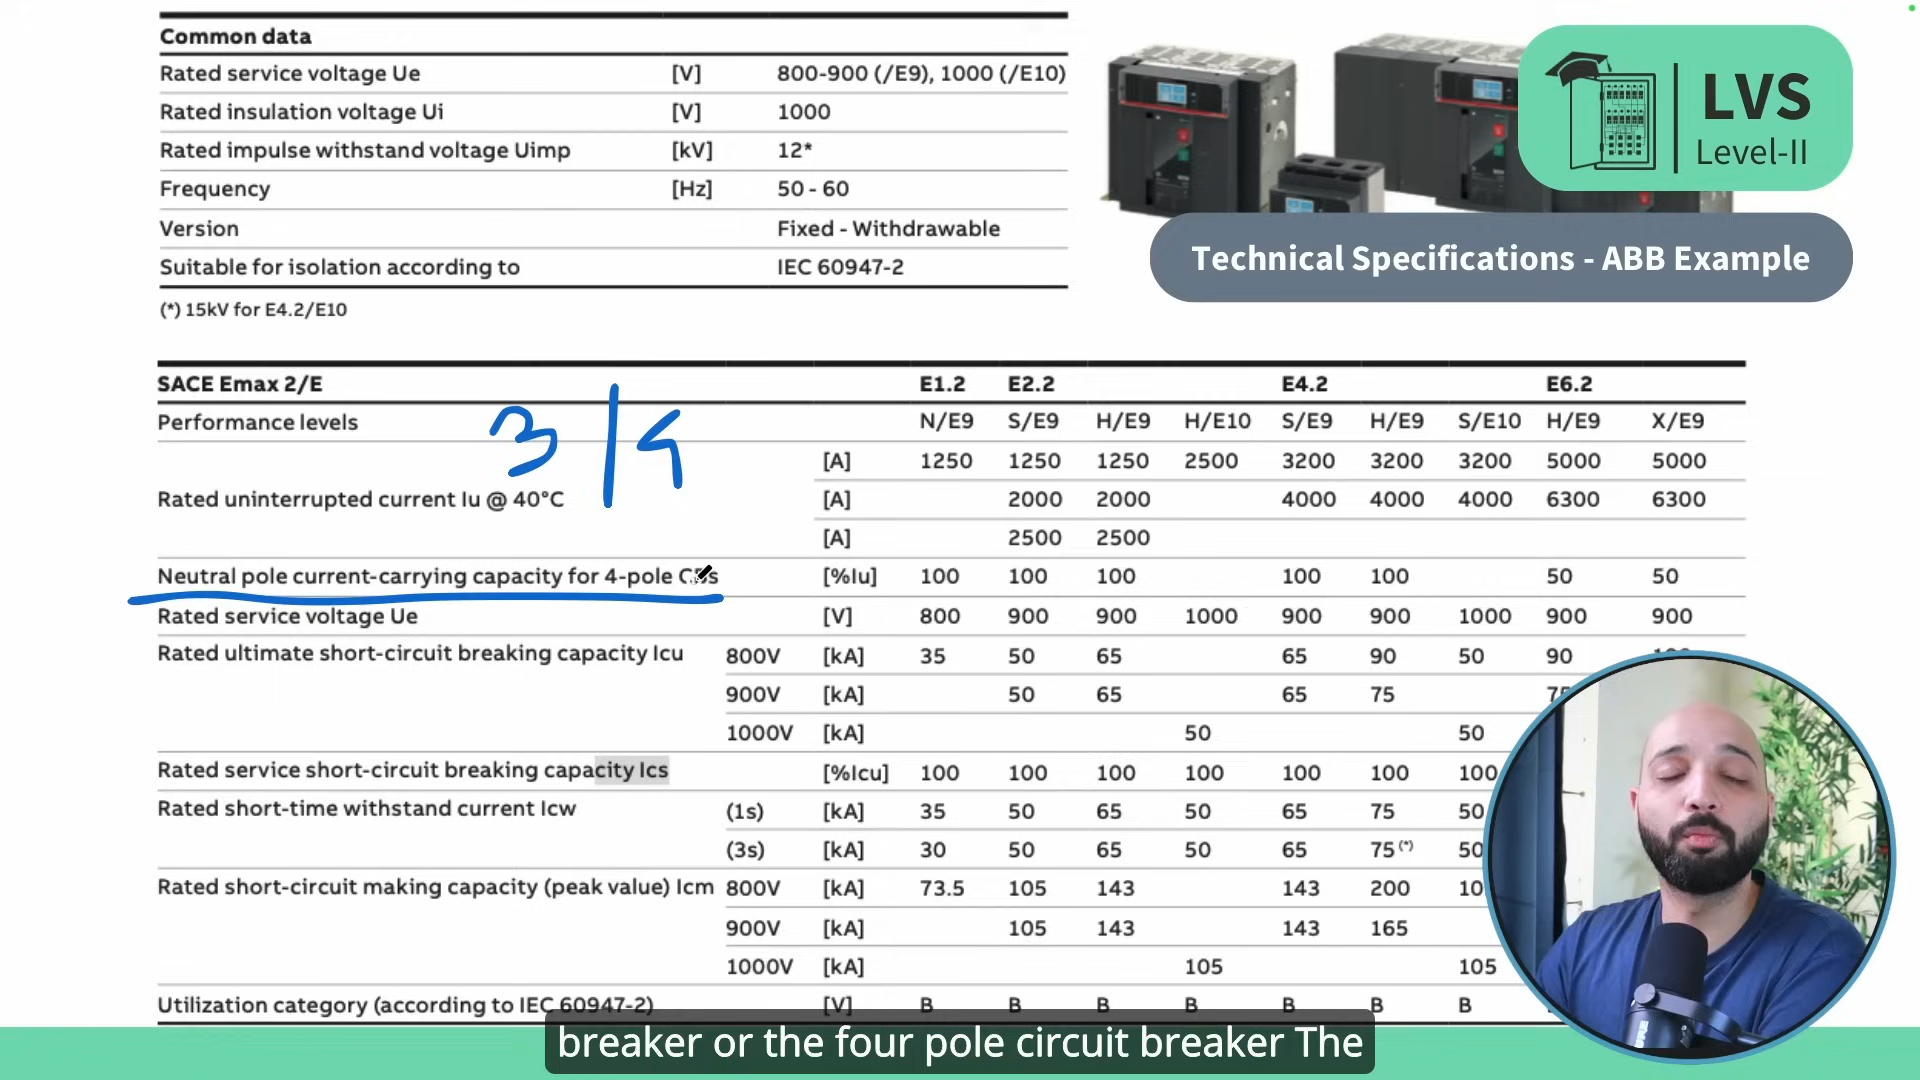 Common data
Rated service voltage Ue [V] 800-900 (/E9), 1000 (/E10)
Rated insulation voltage Ui [V] 1000
Rated impulse withstand voltage Uimp [kV] 12*
Frequency [Hz] 50 - 60
Version Fixed - Withdrawable
Suitable for isolation according to IEC 60947-2
(*) 15kV for E4.2/E10
LVS
Level-II
Technical Specifications - ABB Example
SACE Emax 2/E E1.2 E2.2 E4.2 E6.2
3 | 4
Performance levels N/E9 S/E9 H/E9 H/E10 S/E9 H/E9 S/E10 H/E9 X/E9
[A] 1250 1250 1250 2500 3200 3200 3200 5000 5000
Rated uninterrupted current Iu @ 40°C [A] 2000 2000 4000 4000 4000 6300 6300
[A] 2500 2500
Neutral pole current-carrying capacity for 4-pole [%Iu] 100 100 100 100 100 50 50
Rated service voltage Ue [V] 800 900 900 1000 900 900 1000 900 900
Rated ultimate short-circuit breaking capacity Icu 800V [kA] 35 50 65 65 90 50 90
900V [kA] 50 65 65 75
1000V [kA] 50 50
Rated service short-circuit breaking capacity Ics [%Icu] 100 100 100 100 100 100 100
Rated short-time withstand current Icw (1s) [kA] 35 50 65 50 65 75 50
(3s) [kA] 30 50 65 50 65 75(*) 50
Rated short-circuit making capacity (peak value) Icm 800V [kA] 73.5 105 143 143 200
900V [kA] 105 143 143 165
1000V [kA] 105 105
Utilization category (according to IEC 60947-2) [V] B B B B B B B
breaker or the four pole circuit breaker The